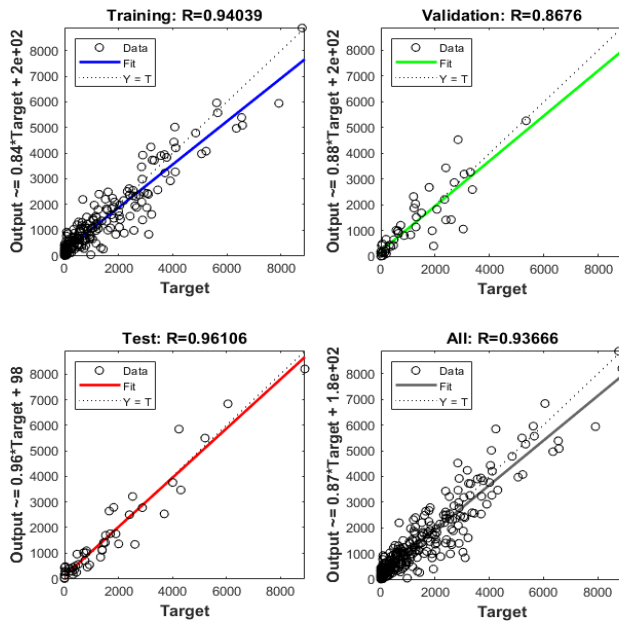 Training: R=0.94039
Output ~= 0.84*Target + 2e+02
8000
7000
6000
5000
4000
3000
2000
1000
0
Data
Fit
Y = T
0 2000 4000 6000 8000
Target
Validation: R=0.8676
Output ~= 0.88*Target + 2e+02
8000
7000
6000
5000
4000
3000
2000
1000
0
Data
Fit
Y = T
0 2000 4000 6000 8000
Target
Test: R=0.96106
Output ~= 0.96*Target + 98
8000
7000
6000
5000
4000
3000
2000
1000
0
Data
Fit
Y = T
0 2000 4000 6000 8000
Target
All: R=0.93666
Output ~= 0.87*Target + 1.8e+02
8000
7000
6000
5000
4000
3000
2000
1000
0
Data
Fit
Y = T
0 2000 4000 6000 8000
Target